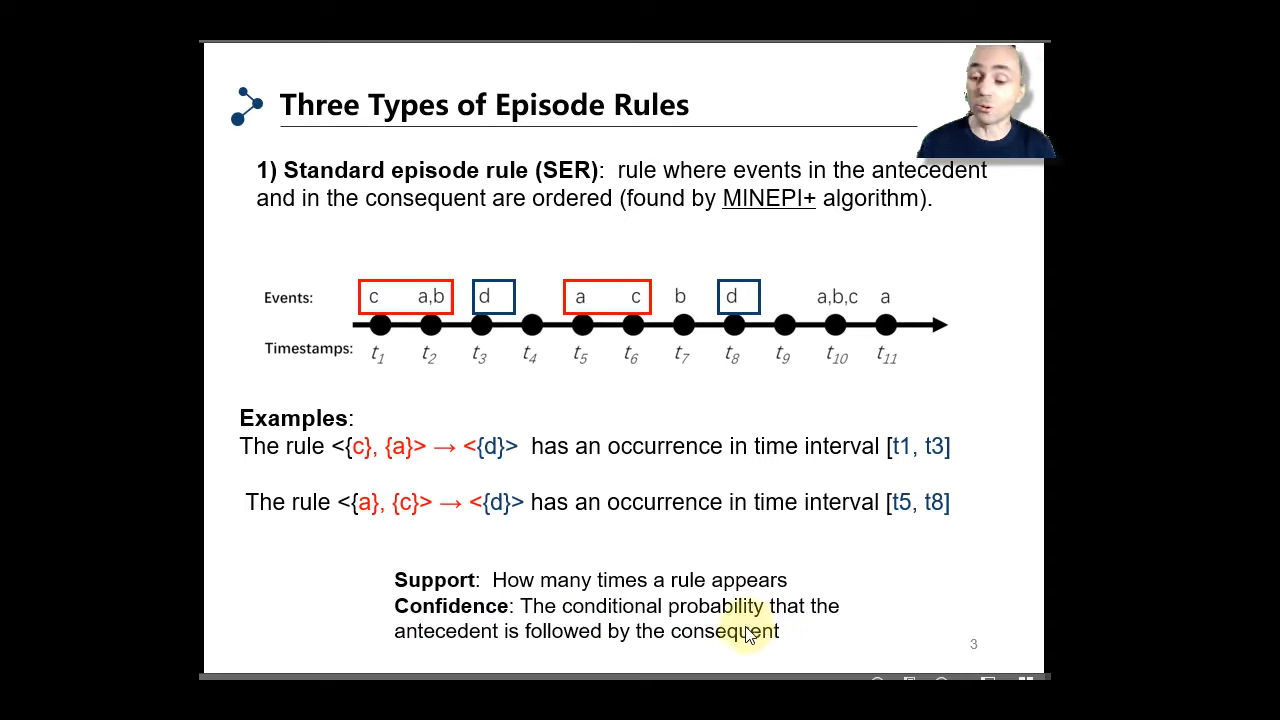 Three Types of Episode Rules
1) Standard episode rule (SER): rule where events in the antecedent
and in the consequent are ordered (found by MINEPI+ algorithm).
Events: c a,b d a c b d a,b,c a
Timestamps: t1 t2 t3 t4 t5 t6 t7 t8 t9 t10 t11
Examples:
The rule <{c}, {a}> → <{d}> has an occurrence in time interval [t1, t3]
The rule <{a}, {c}> → <{d}> has an occurrence in time interval [t5, t8]
Support: How many times a rule appears
Confidence: The conditional probability that the
antecedent is followed by the consequent
3